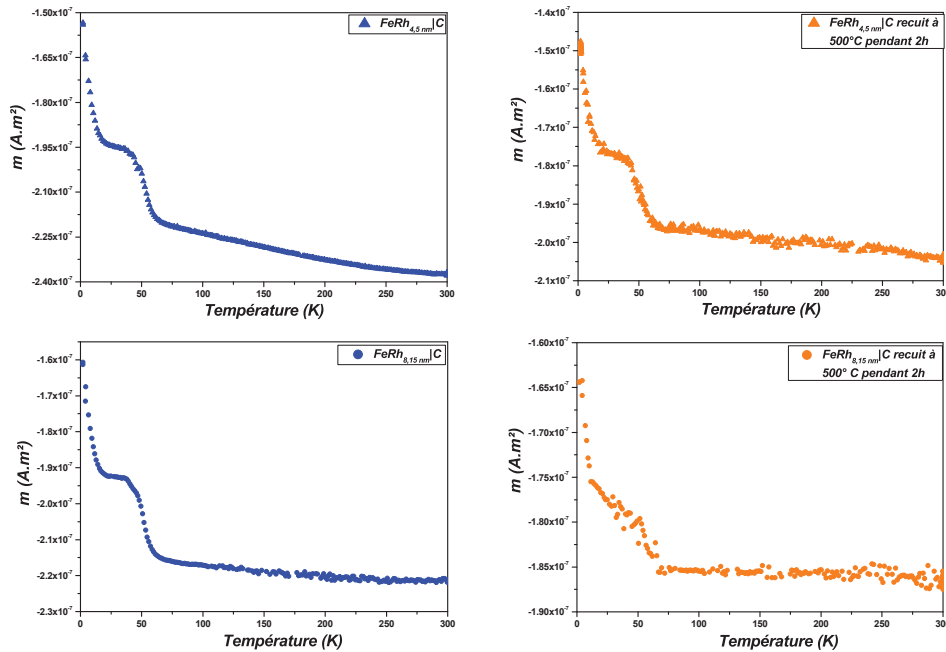 FeRh4,5 nm|C
-1.50x10-7
-1.65x10-7
-1.80x10-7
-1.95x10-7
-2.10x10-7
-2.25x10-7
-2.40x10-7
m (A.m²)
0 50 100 150 200 250 300
Température (K)
FeRh4,5 nm|C recuit à
500°C pendant 2h
-1.4x10-7
-1.5x10-7
-1.6x10-7
-1.7x10-7
-1.8x10-7
-1.9x10-7
-2.0x10-7
-2.1x10-7
m (A.m²)
0 50 100 150 200 250 300
Température (K)
FeRh8,15 nm|C
-1.6x10-7
-1.7x10-7
-1.8x10-7
-1.9x10-7
-2.0x10-7
-2.1x10-7
-2.2x10-7
-2.3x10-7
m (A.m²)
0 50 100 150 200 250 300
Température (K)
FeRh8,15 nm|C recuit à
500° C pendant 2h
-1.60x10-7
-1.65x10-7
-1.70x10-7
-1.75x10-7
-1.80x10-7
-1.85x10-7
-1.90x10-7
m (A.m²)
0 50 100 150 200 250 300
Température (K)